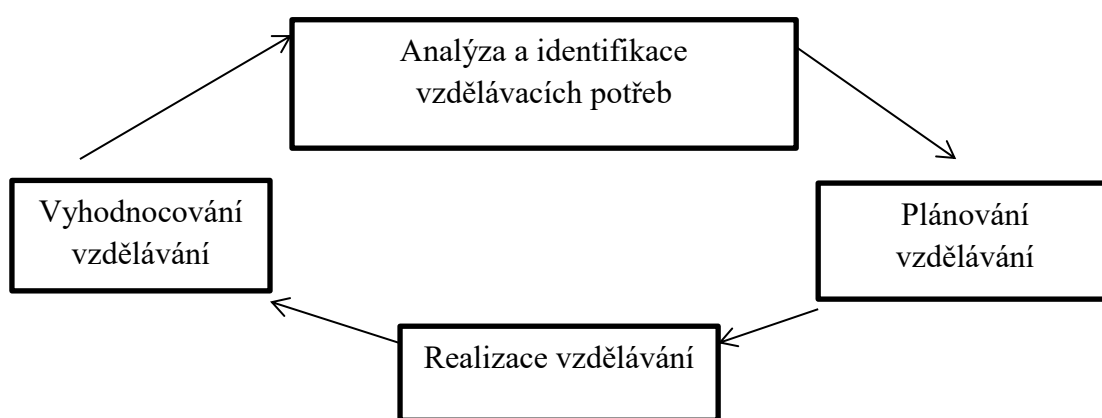 Analýza a identifikace
vzdělávacích potřeb
Vyhodnocování
vzdělávání
Plánování
vzdělávání
Realizace vzdělávání